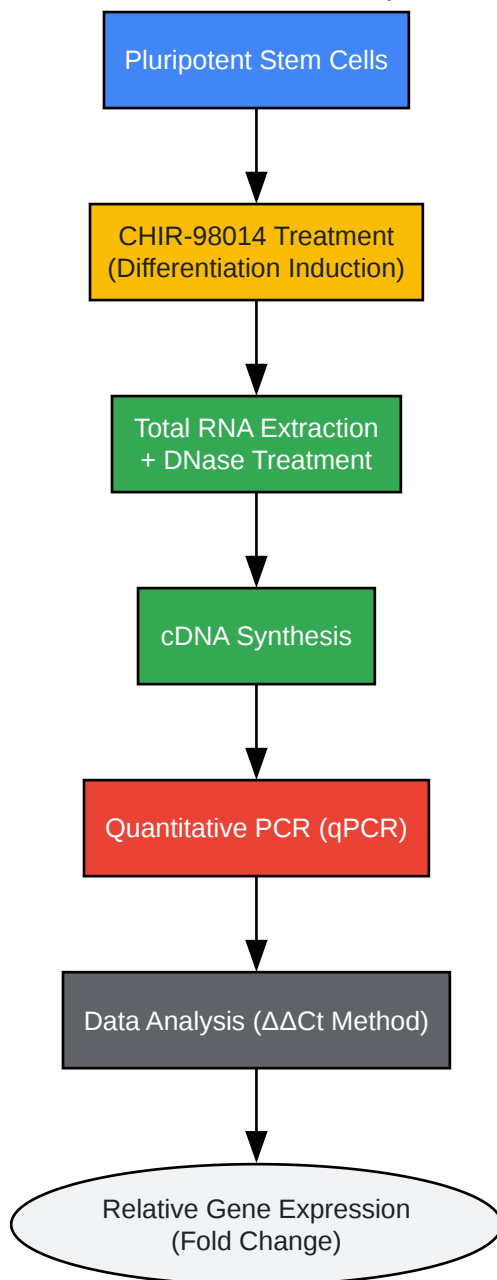 Pluripotent Stem Cells
CHIR-98014 Treatment
(Differentiation Induction)
Total RNA Extraction
+ DNase Treatment
cDNA Synthesis
Quantitative PCR (qPCR)
Data Analysis (ΔΔCt Method)
Relative Gene Expression
(Fold Change)